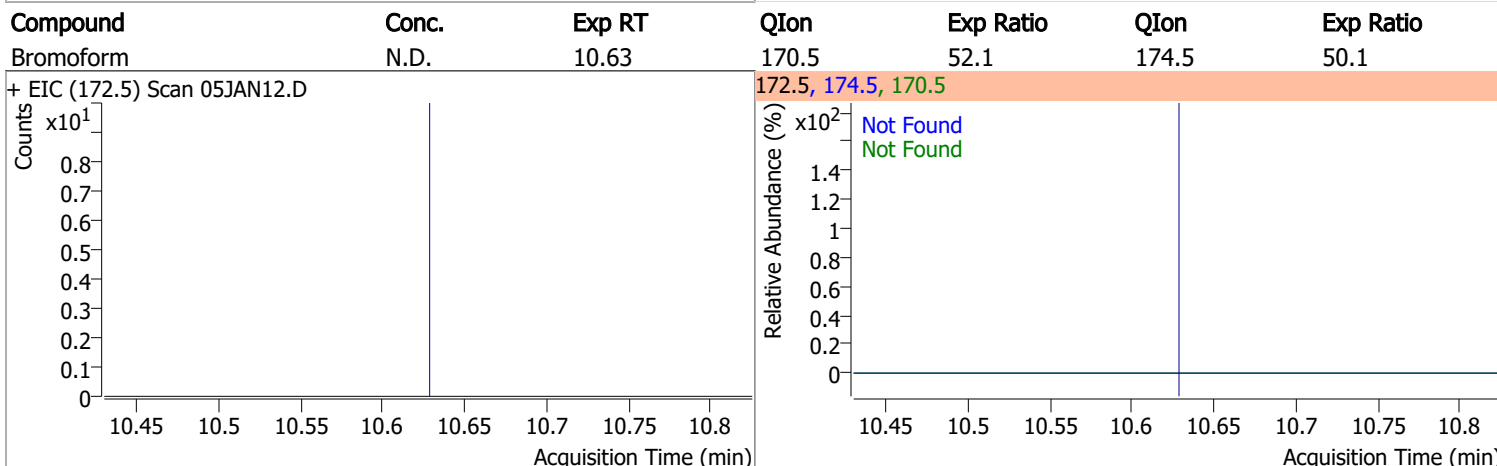 Compound Conc. Exp RT QIon Exp Ratio QIon Exp Ratio
Bromoform N.D. 10.63 170.5 52.1 174.5 50.1
+ EIC (172.5) Scan 05JAN12.D
Counts
x10¹
0.8
0.7
0.6
0.5
0.4
0.3
0.2
0.1
0
10.45 10.5 10.55 10.6 10.65 10.7 10.75 10.8
Acquisition Time (min)
172.5, 174.5, 170.5
Relative Abundance (%)
x10²
Not Found
Not Found
1.4
1.2
1
0.8
0.6
0.4
0.2
0
10.45 10.5 10.55 10.6 10.65 10.7 10.75 10.8
Acquisition Time (min)